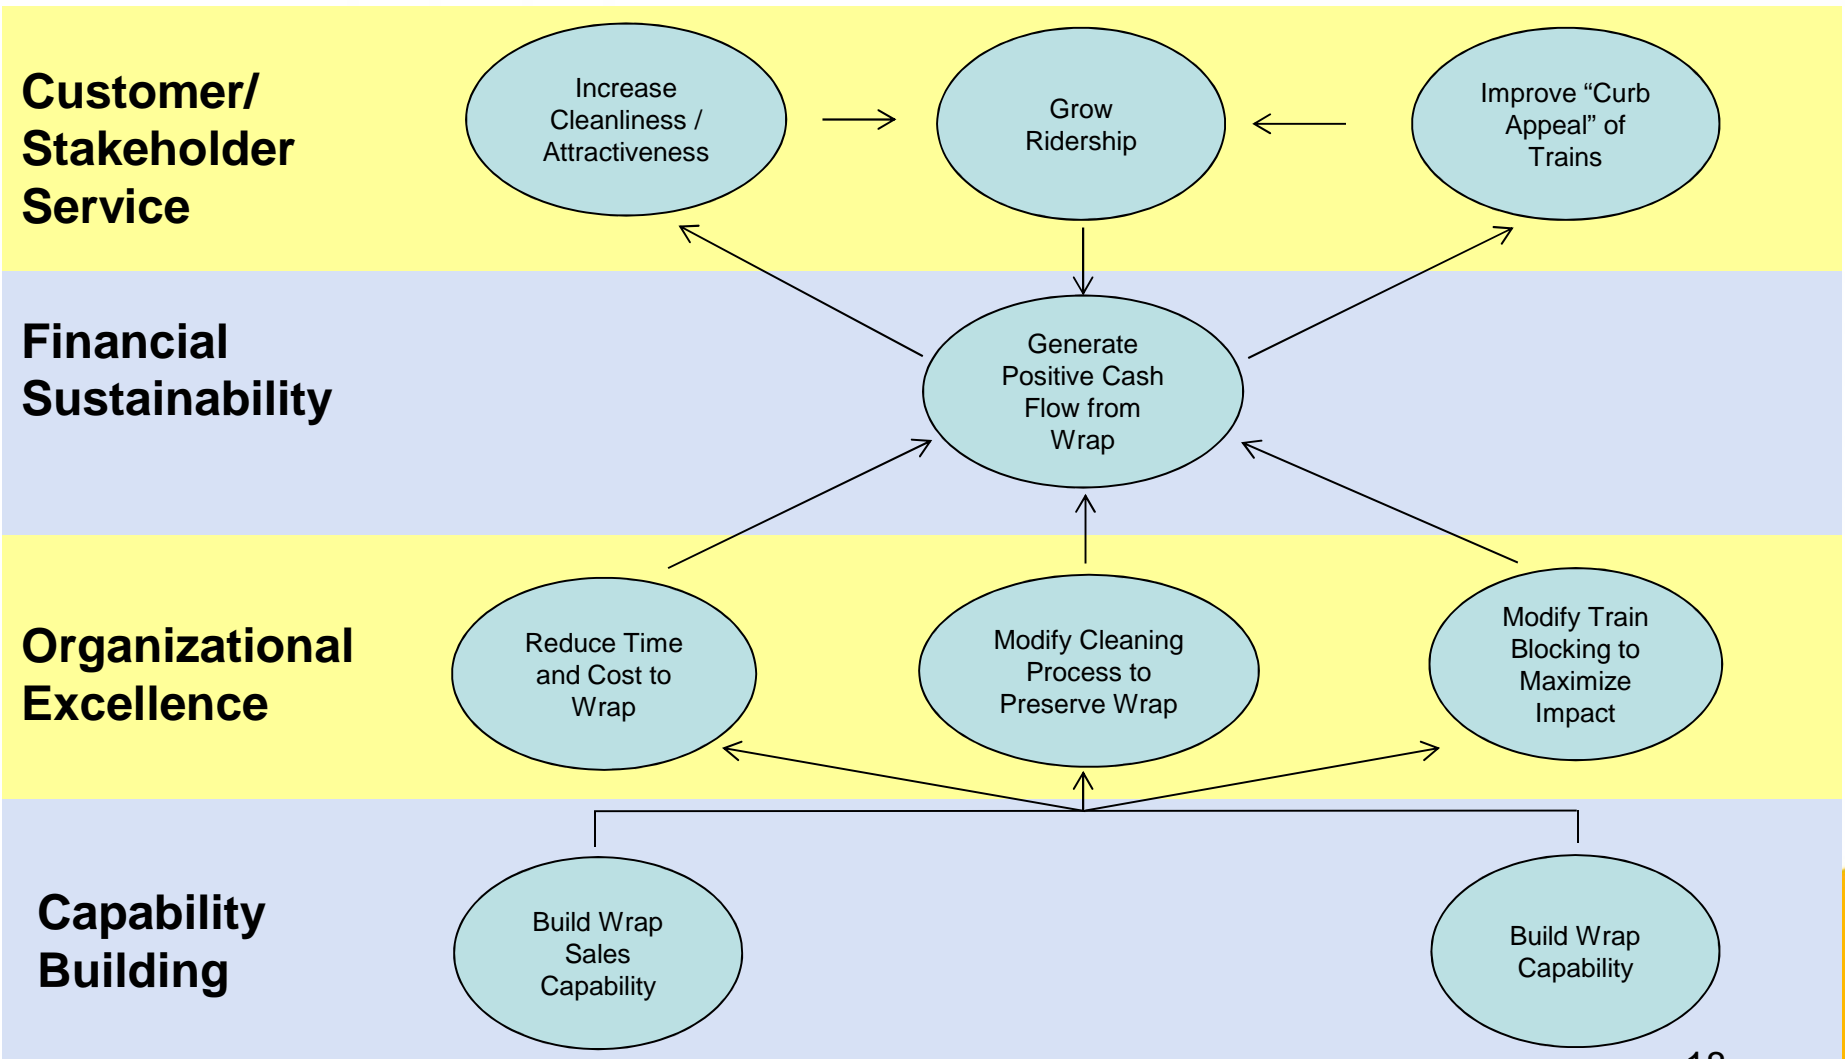 Customer/
Stakeholder
Service
Increase
Cleanliness /
Attractiveness
Grow
Ridership
Improve “Curb
Appeal” of
Trains
Financial
Sustainability
Generate
Positive Cash
Flow from
Wrap
Organizational
Excellence
Reduce Time
and Cost to
Wrap
Modify Cleaning
Process to
Preserve Wrap
Modify Train
Blocking to
Maximize
Impact
Capability
Building
Build Wrap
Sales
Capability
Build Wrap
Capability